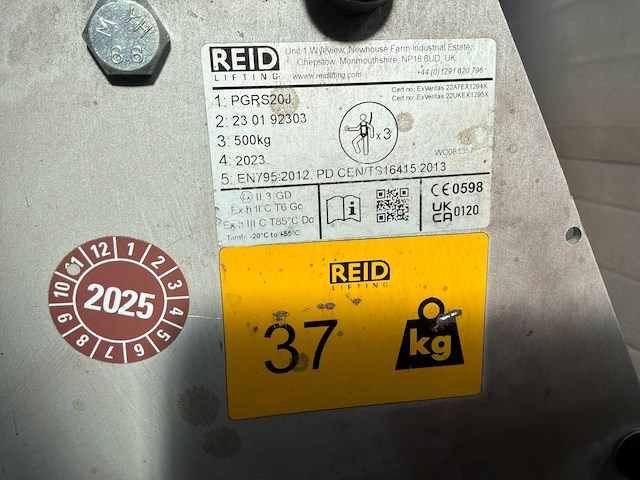 YH
M
8.8
REID
LIFTING
Unit 1 Wyeview, Newhouse Farm Industrial Estate,
Chepstow, Monmouthshire, NP16 6UD, UK
www.reidlifting.com +44 (0)1291 620 796
1: PGRS20J
Cert no: ExVeritas 22ATEX1294X
Cert no: ExVeritas 22UKEX1295X
2: 23 01 92303
3: 500kg
x 3
4: 2023
WO081357
5: EN795:2012, PD CEN/TS16415:2013
Ex II 3 GD
Ex h II C T6 Gc
Ex h III C T85°C Dc
Tamb: -20°C to +55°C
i
CE 0598
UK
CA 0120
REID
LIFTING
37
kg
1 2 3 4 5 6 7 8 9 10 11 12
2025